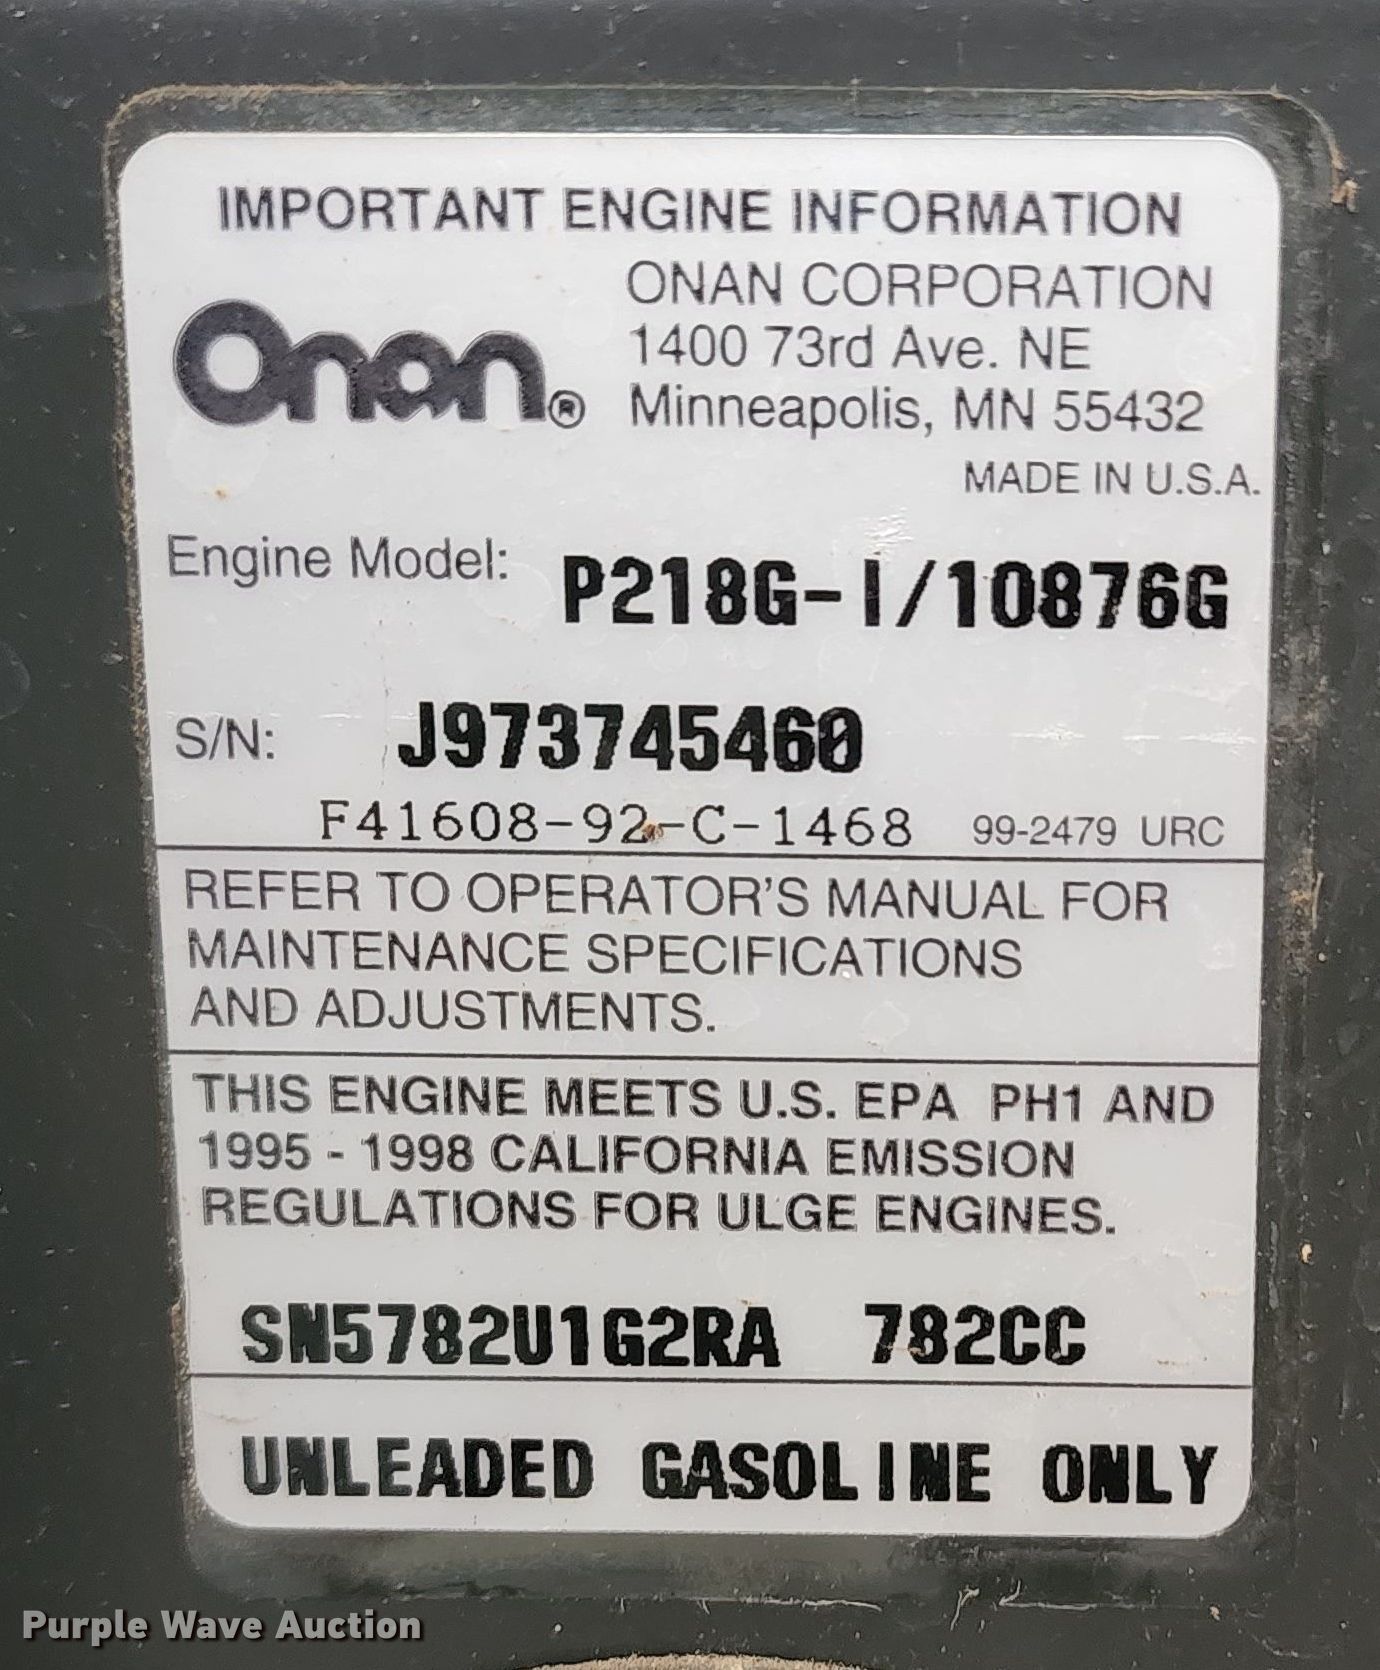 IMPORTANT ENGINE INFORMATION
Onan®
ONAN CORPORATION
1400 73rd Ave. NE
Minneapolis, MN 55432
MADE IN U.S.A.
Engine Model: P218G-I/10876G
S/N: J973745460
F41608-92-C-1468 99-2479 URC
REFER TO OPERATOR'S MANUAL FOR
MAINTENANCE SPECIFICATIONS
AND ADJUSTMENTS.
THIS ENGINE MEETS U.S. EPA PH1 AND
1995 - 1998 CALIFORNIA EMISSION
REGULATIONS FOR ULGE ENGINES.
SN5782U1G2RA 782CC
UNLEADED GASOLINE ONLY
Purple Wave Auction